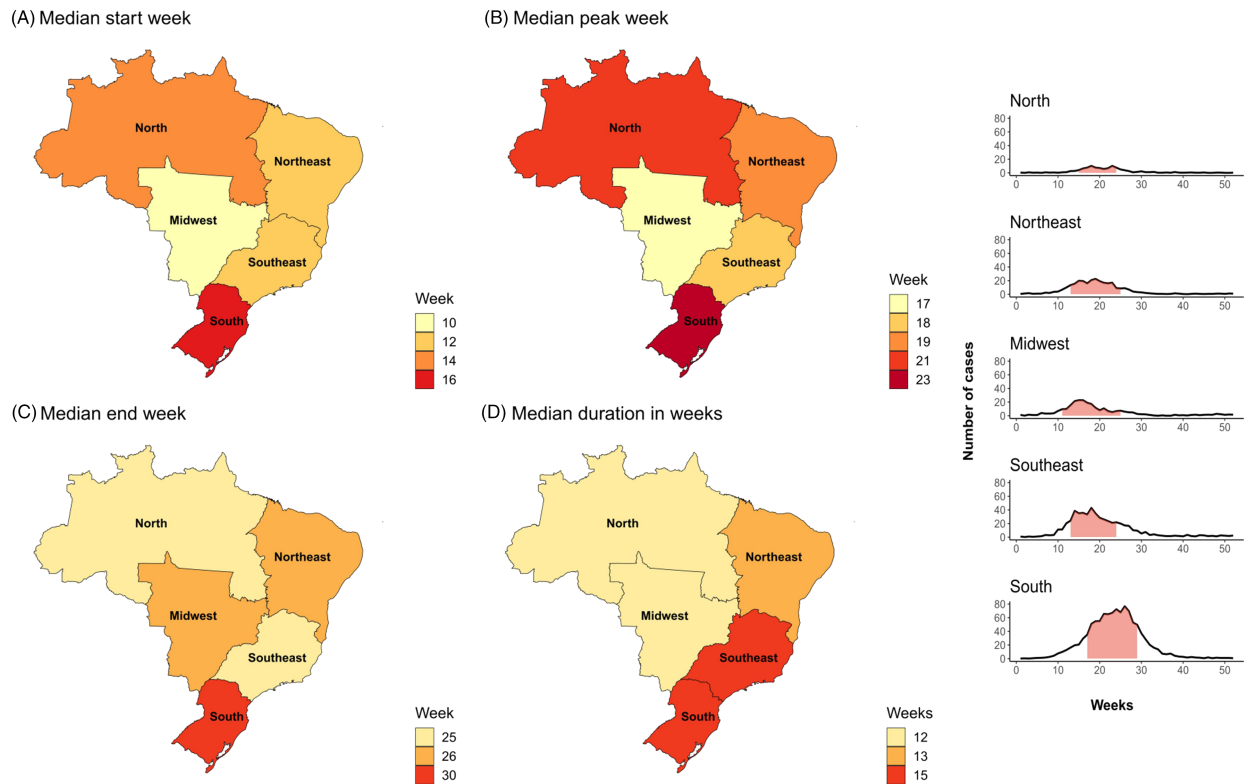 (A) Median start week
North
Northeast
Midwest
Southeast
South
Week
10
12
14
16
(B) Median peak week
North
Northeast
Midwest
Southeast
South
Week
17
18
19
21
23
(C) Median end week
North
Northeast
Midwest
Southeast
South
Week
25
26
30
(D) Median duration in weeks
North
Northeast
Midwest
Southeast
South
Weeks
12
13
15
Number of cases
North
80
60
40
20
0
0 10 20 30 40 50
Northeast
80
60
40
20
0
0 10 20 30 40 50
Midwest
80
60
40
20
0
0 10 20 30 40 50
Southeast
80
60
40
20
0
0 10 20 30 40 50
South
80
60
40
20
0
0 10 20 30 40 50
Weeks